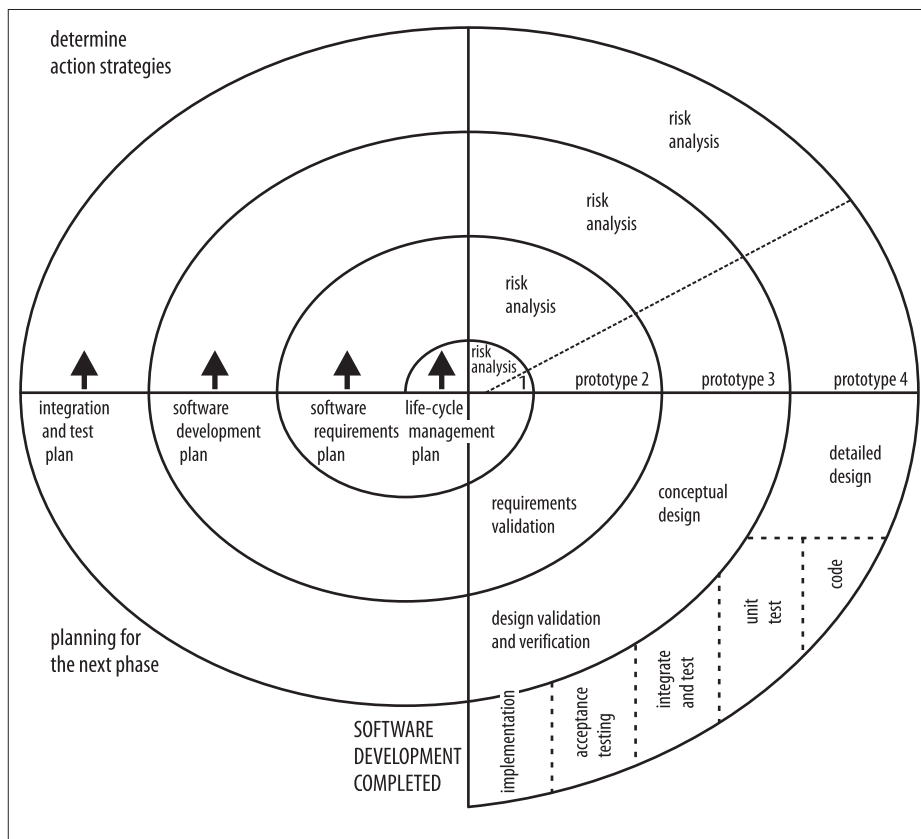 determine
action strategies
risk
analysis
risk
analysis
risk
analysis
risk
analysis
1
prototype 2
prototype 3
prototype 4
integration
and test
plan
software
development
plan
software
requirements
plan
life-cycle
management
plan
requirements
validation
conceptual
design
detailed
design
design validation
and verification
planning for
the next phase
implementation
acceptance
testing
integrate
and test
unit
test
code
SOFTWARE
DEVELOPMENT
COMPLETED